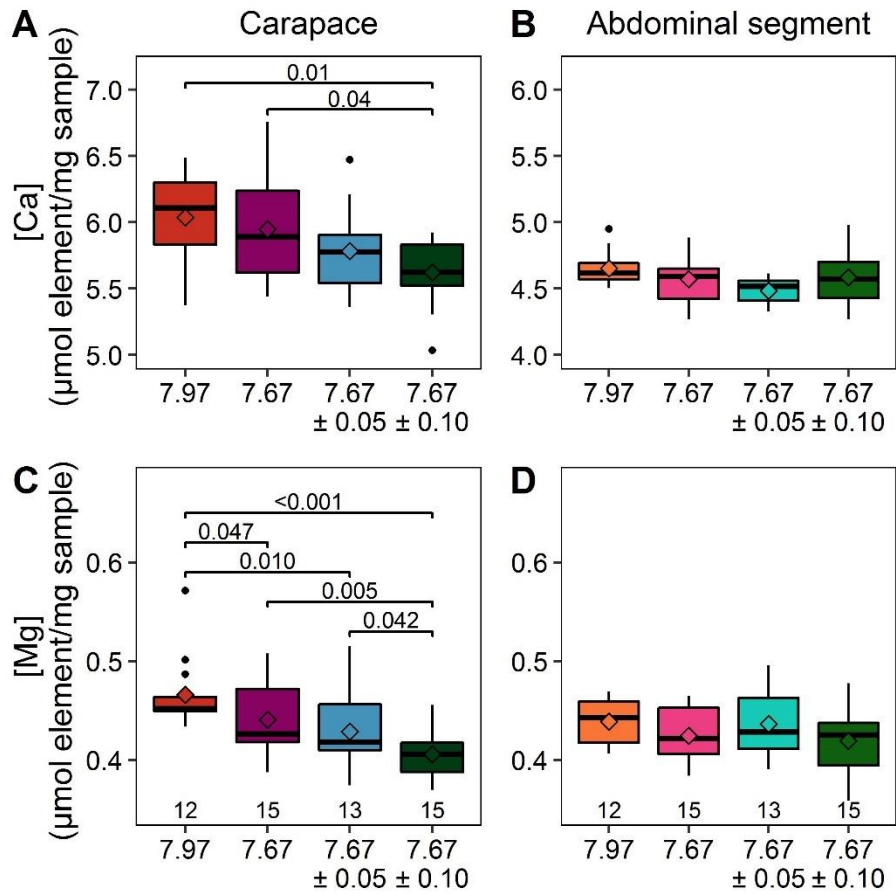 A Carapace
B Abdominal segment
[Ca]
(µmol element/mg sample)
7.0
6.5
6.0
5.5
5.0
0.01
0.04
7.97 7.67 7.67 7.67
± 0.05 ± 0.10
6.0
5.5
5.0
4.5
4.0
7.97 7.67 7.67 7.67
± 0.05 ± 0.10
C
[Mg]
(µmol element/mg sample)
0.6
0.5
0.4
<0.001
0.047
0.010
0.005
0.042
12 15 13 15
7.97 7.67 7.67 7.67
± 0.05 ± 0.10
D
0.6
0.5
0.4
12 15 13 15
7.97 7.67 7.67 7.67
± 0.05 ± 0.10